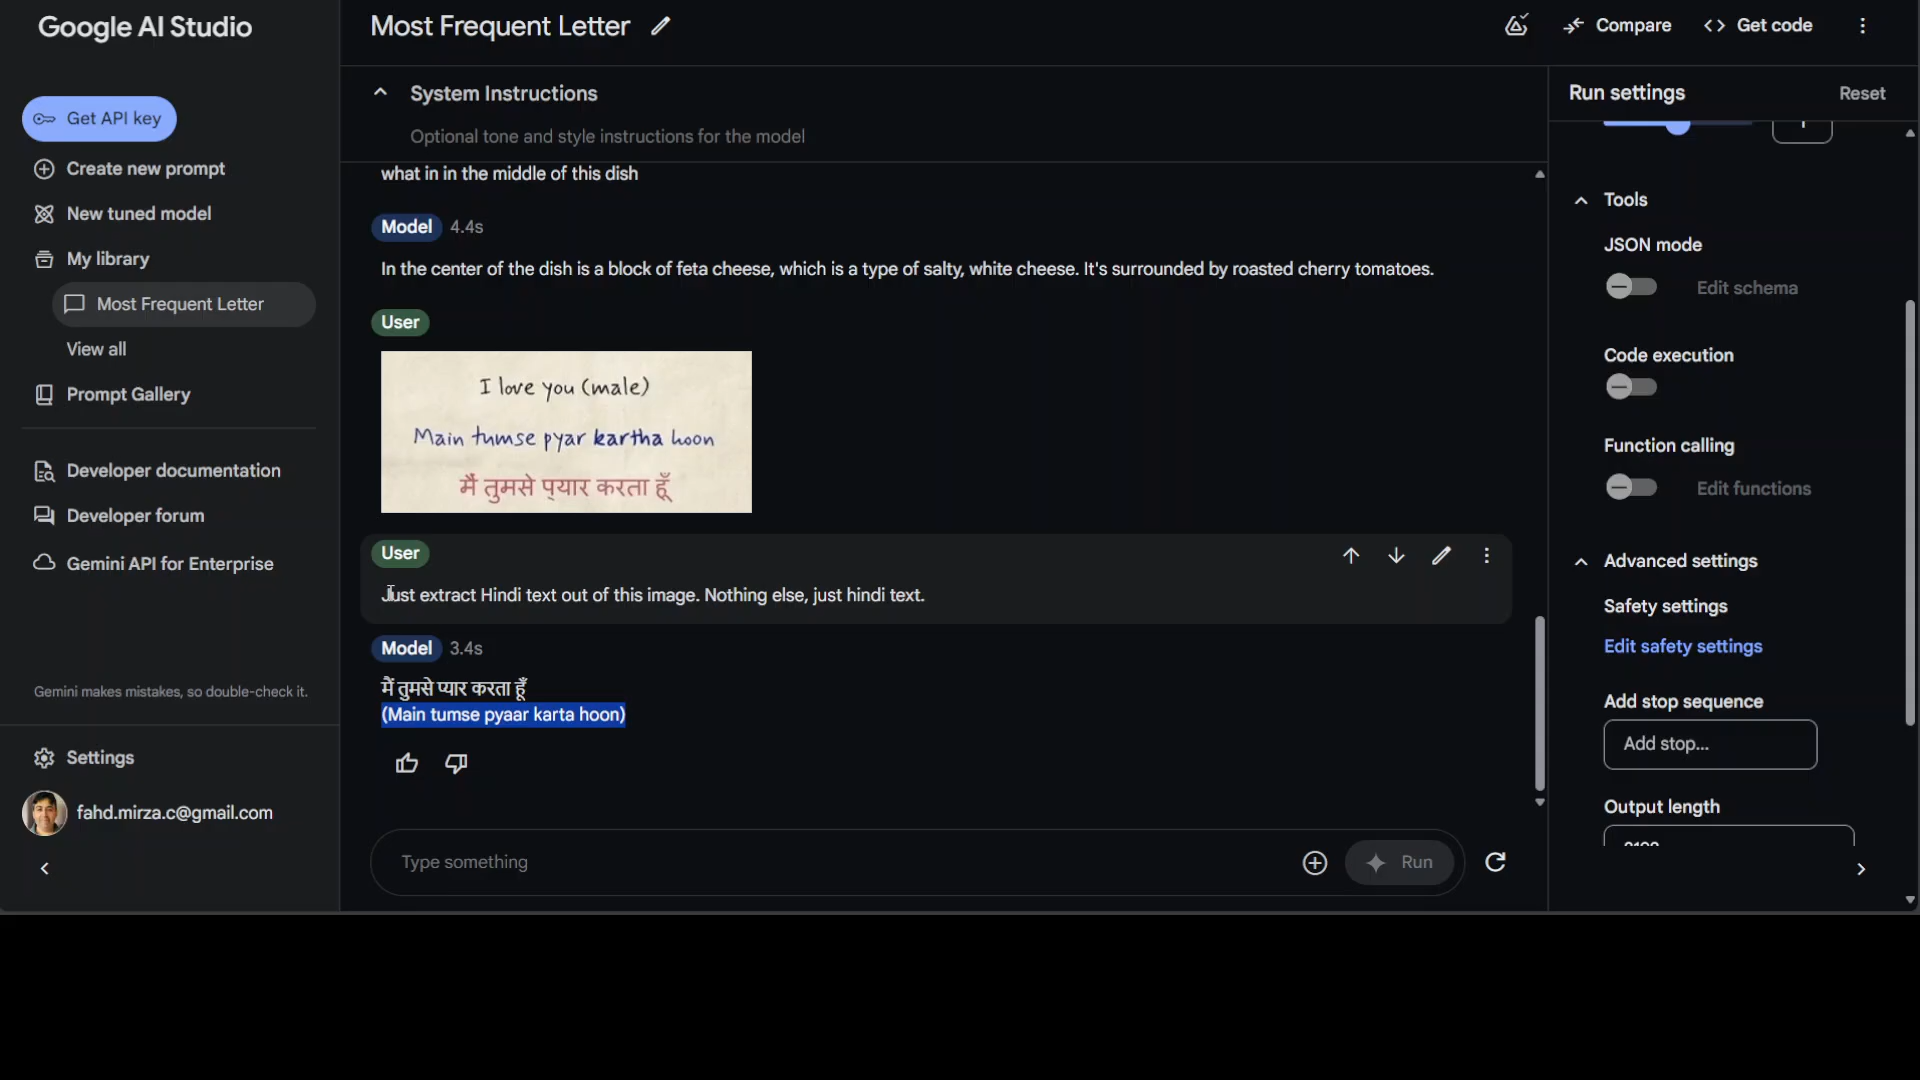 Google AI Studio
Get API key
Create new prompt
New tuned model
My library
Most Frequent Letter
View all
Prompt Gallery
Developer documentation
Developer forum
Gemini API for Enterprise
Gemini makes mistakes, so double-check it.
Settings
fahd.mirza.c@gmail.com
Most Frequent Letter
Compare
<> Get code
System Instructions
Optional tone and style instructions for the model
what in in the middle of this dish
Model 4.4s
In the center of the dish is a block of feta cheese, which is a type of salty, white cheese. It's surrounded by roasted cherry tomatoes.
User
I love you (male)
Main tumse pyar kartha hoon
मैं तुमसे प्यार करता हूँ
User
Just extract Hindi text out of this image. Nothing else, just hindi text.
Model 3.4s
मैं तुमसे प्यार करता हूँ
(Main tumse pyaar karta hoon)
Type something
Run
Run settings
Reset
Tools
JSON mode
Edit schema
Code execution
Function calling
Edit functions
Advanced settings
Safety settings
Edit safety settings
Add stop sequence
Add stop...
Output length